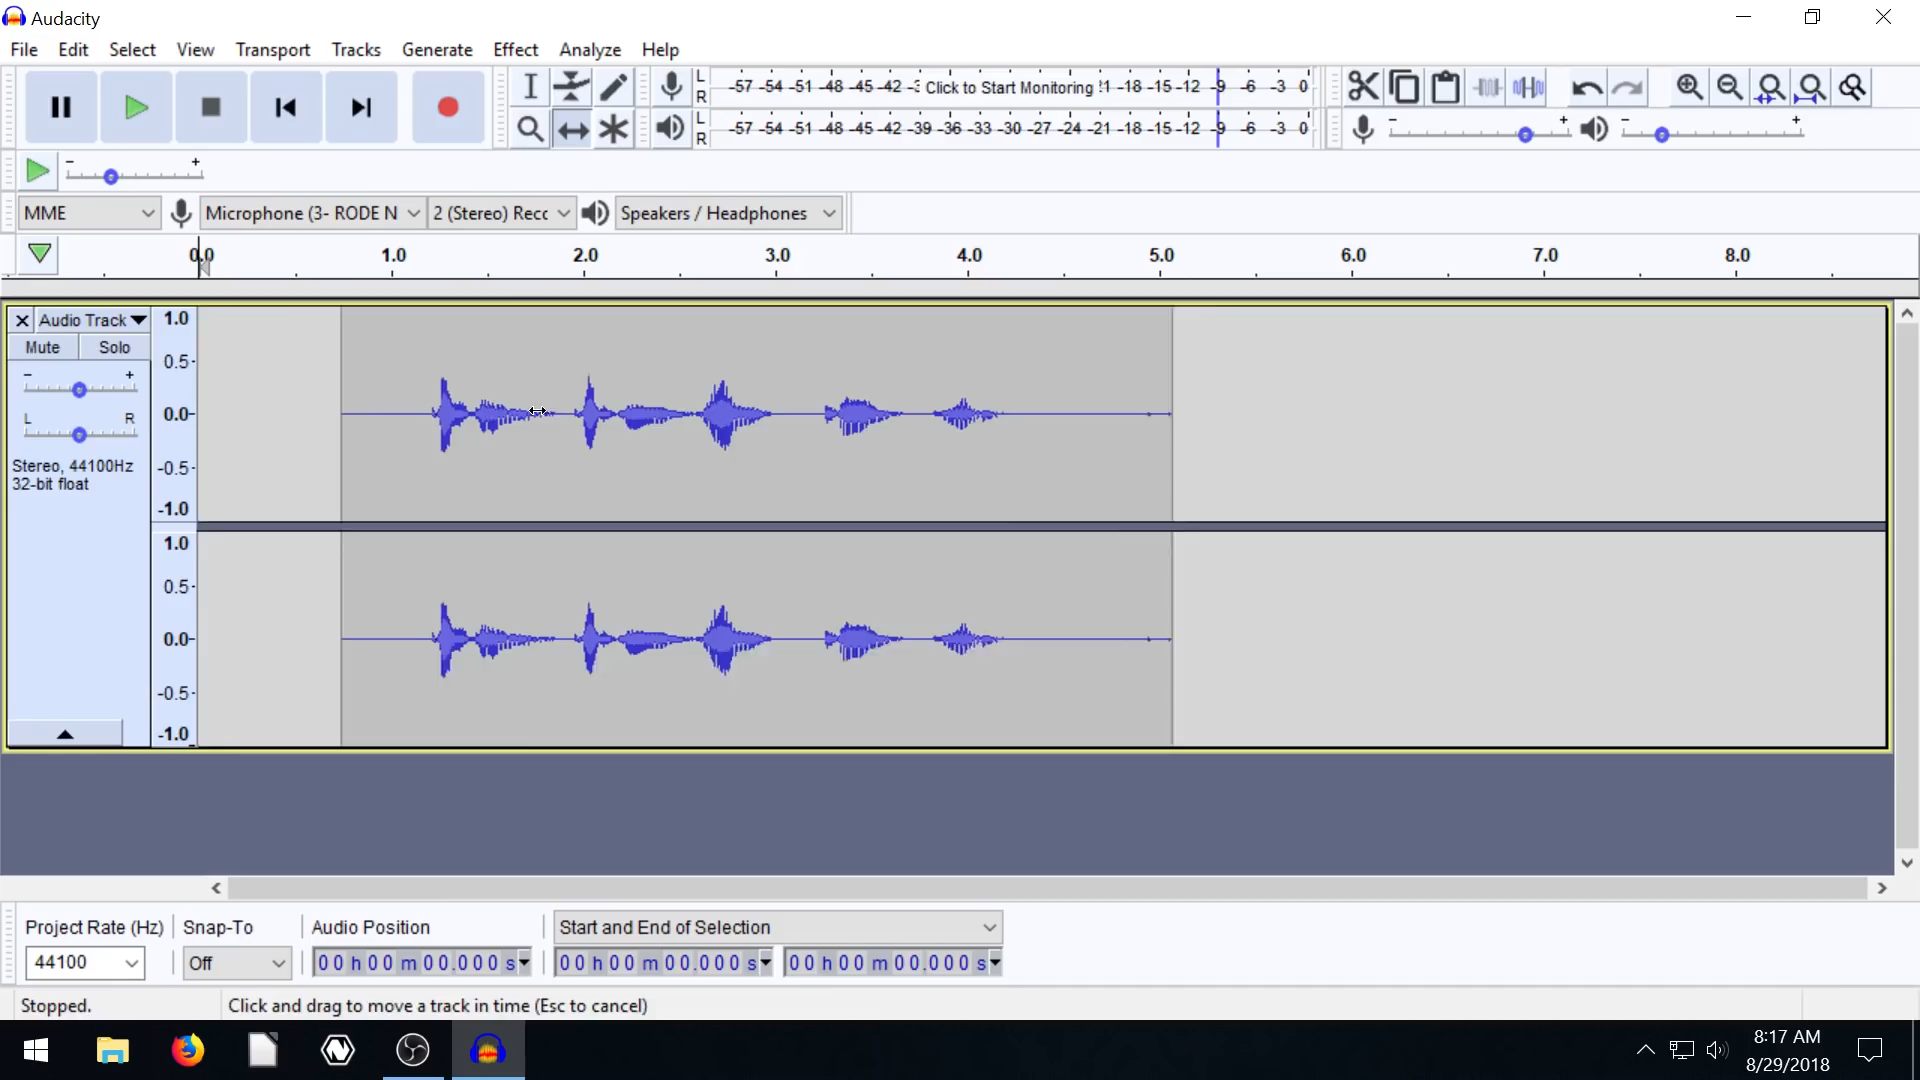 Audacity
File Edit Select View Transport Tracks Generate Effect Analyze Help
L
R
-57 -54 -51 -48 -45 -42 -3 Click to Start Monitoring !1 -18 -15 -12 -9 -6 -3 0
L
R
-57 -54 -51 -48 -45 -42 -39 -36 -33 -30 -27 -24 -21 -18 -15 -12 -9 -6 -3 0
- + - +
- +
MME Microphone (3- RODE N 2 (Stereo) Recc Speakers / Headphones
0.0 1.0 2.0 3.0 4.0 5.0 6.0 7.0 8.0
Audio Track 1.0
Mute Solo
- + 0.5
0.0
L R
Stereo, 44100Hz -0.5
32-bit float
-1.0
1.0
0.5
0.0
-0.5
-1.0
Project Rate (Hz) Snap-To Audio Position Start and End of Selection
44100 Off 00 h 00 m 00.000 s 00 h 00 m 00.000 s 00 h 00 m 00.000 s
Stopped. Click and drag to move a track in time (Esc to cancel)
8:17 AM
8/29/2018